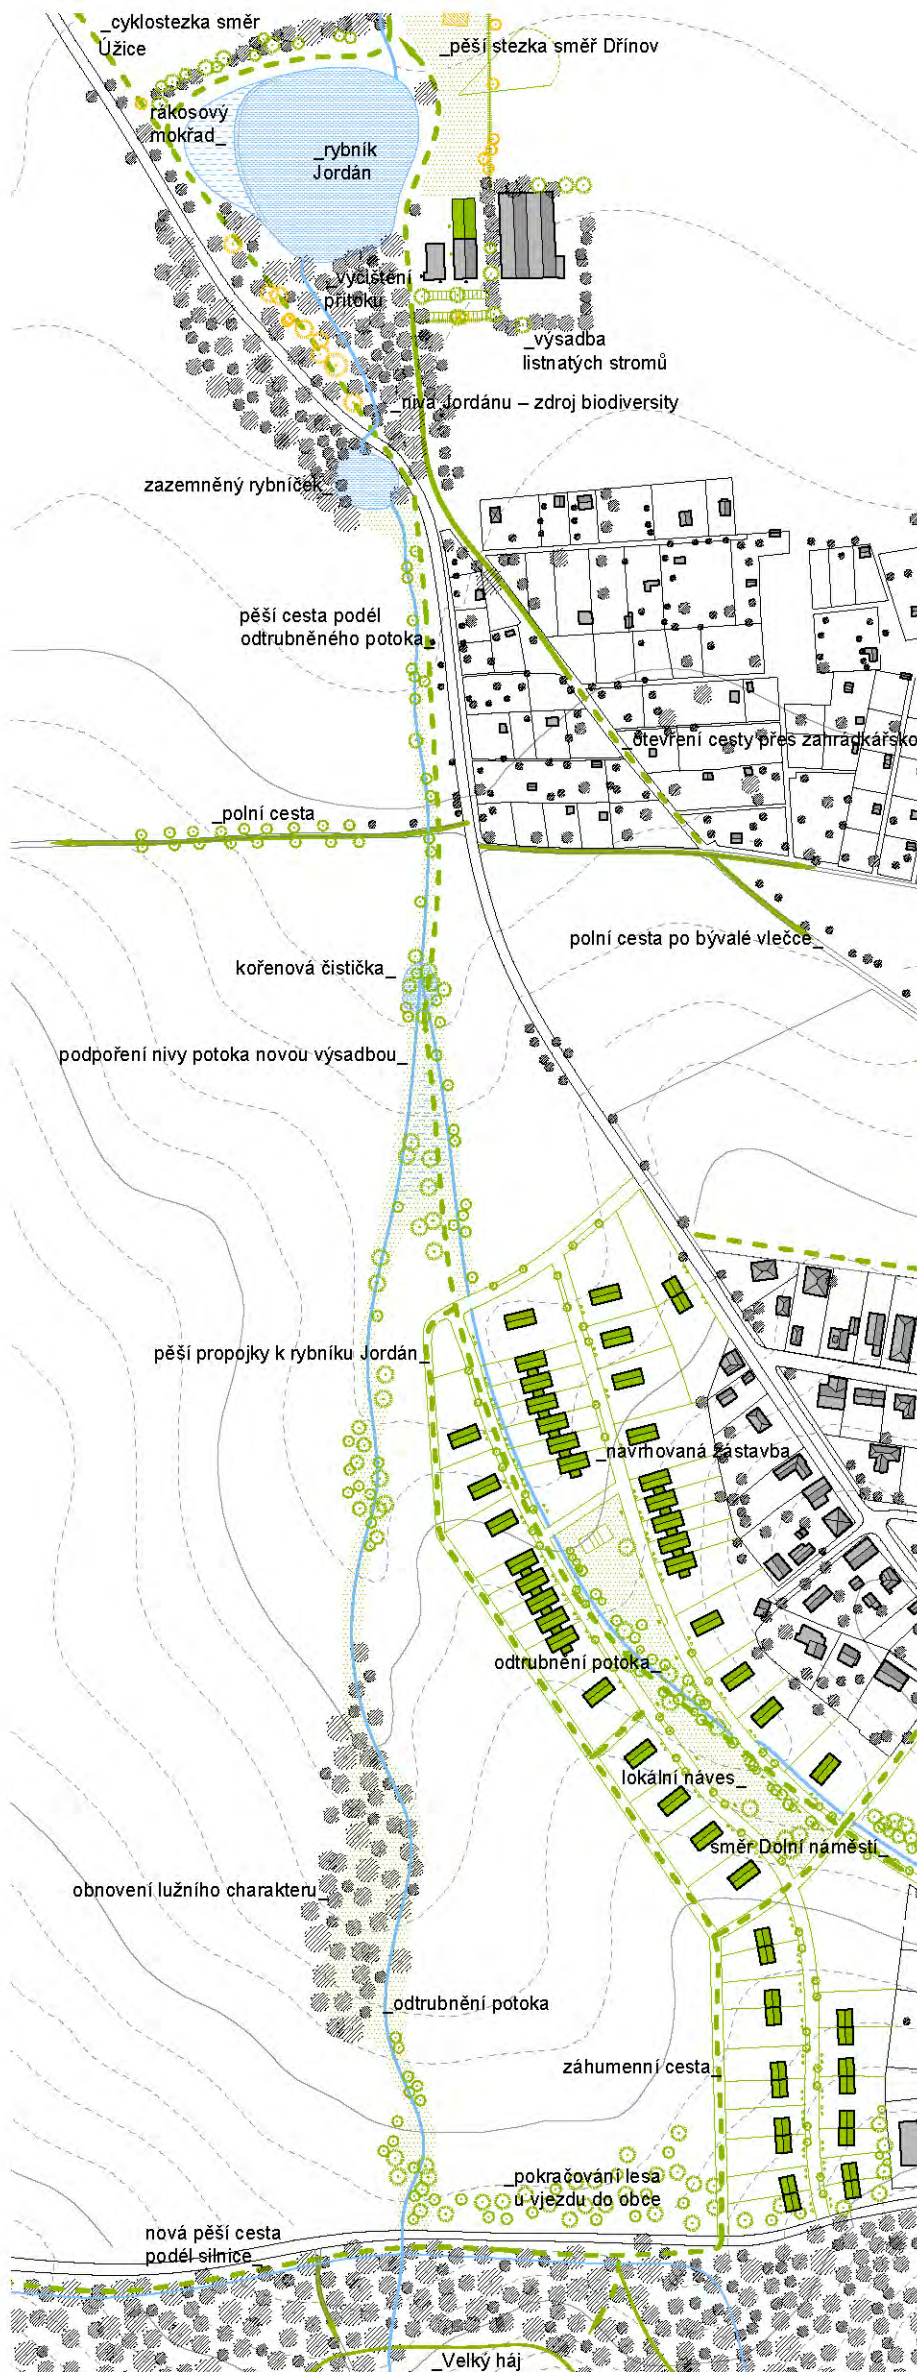 _cyklostezka směr
Úžice
_pěší stezka směř Dřínov
rákosový
mokřad_
_rybník
Jordán
_vyčištění
přítoku
_výsadba
listnatých stromů
_niva Jordánu – zdroj biodiversity
zazemněný rybníček_
pěší cesta podél
odtrubněného potoka_
_otevření cesty přes zahrádkářsko
_polní cesta
polní cesta po bývalé vlečce_
kořenová čistička_
podpoření nivy potoka novou výsadbou_
pěší propojky k rybníku Jordán_
_navrhovaná zástavba
odtrubnění potoka_
lokální náves_
směr Dolní náměstí_
obnovení lužního charakteru_
_odtrubnění potoka
záhumenní cesta_
_pokračování lesa
u vjezdu do obce
nová pěší cesta
podél silnice_
_Velký háj